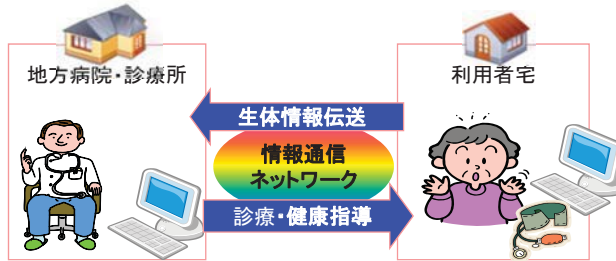 地方病院・診療所
利用者宅
生体情報伝送
情報通信
ネットワーク
診療・健康指導